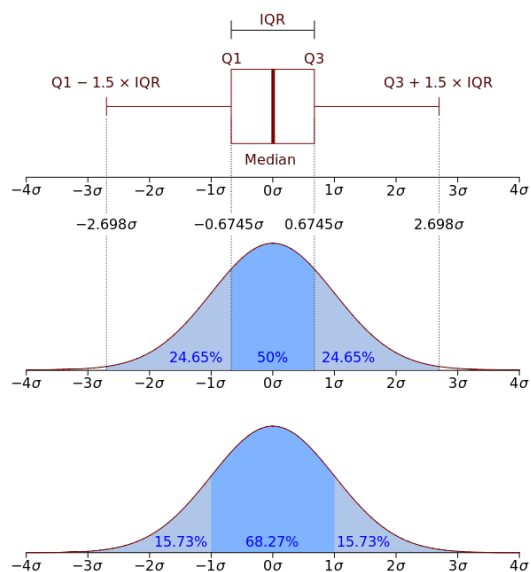 IQR
Q1 Q3
Q1 − 1.5 × IQR Q3 + 1.5 × IQR
Median
−4σ −3σ −2σ −1σ 0σ 1σ 2σ 3σ 4σ
−2.698σ −0.6745σ 0.6745σ 2.698σ
24.65% 50% 24.65%
−4σ −3σ −2σ −1σ 0σ 1σ 2σ 3σ 4σ
15.73% 68.27% 15.73%
−4σ −3σ −2σ −1σ 0σ 1σ 2σ 3σ 4σ